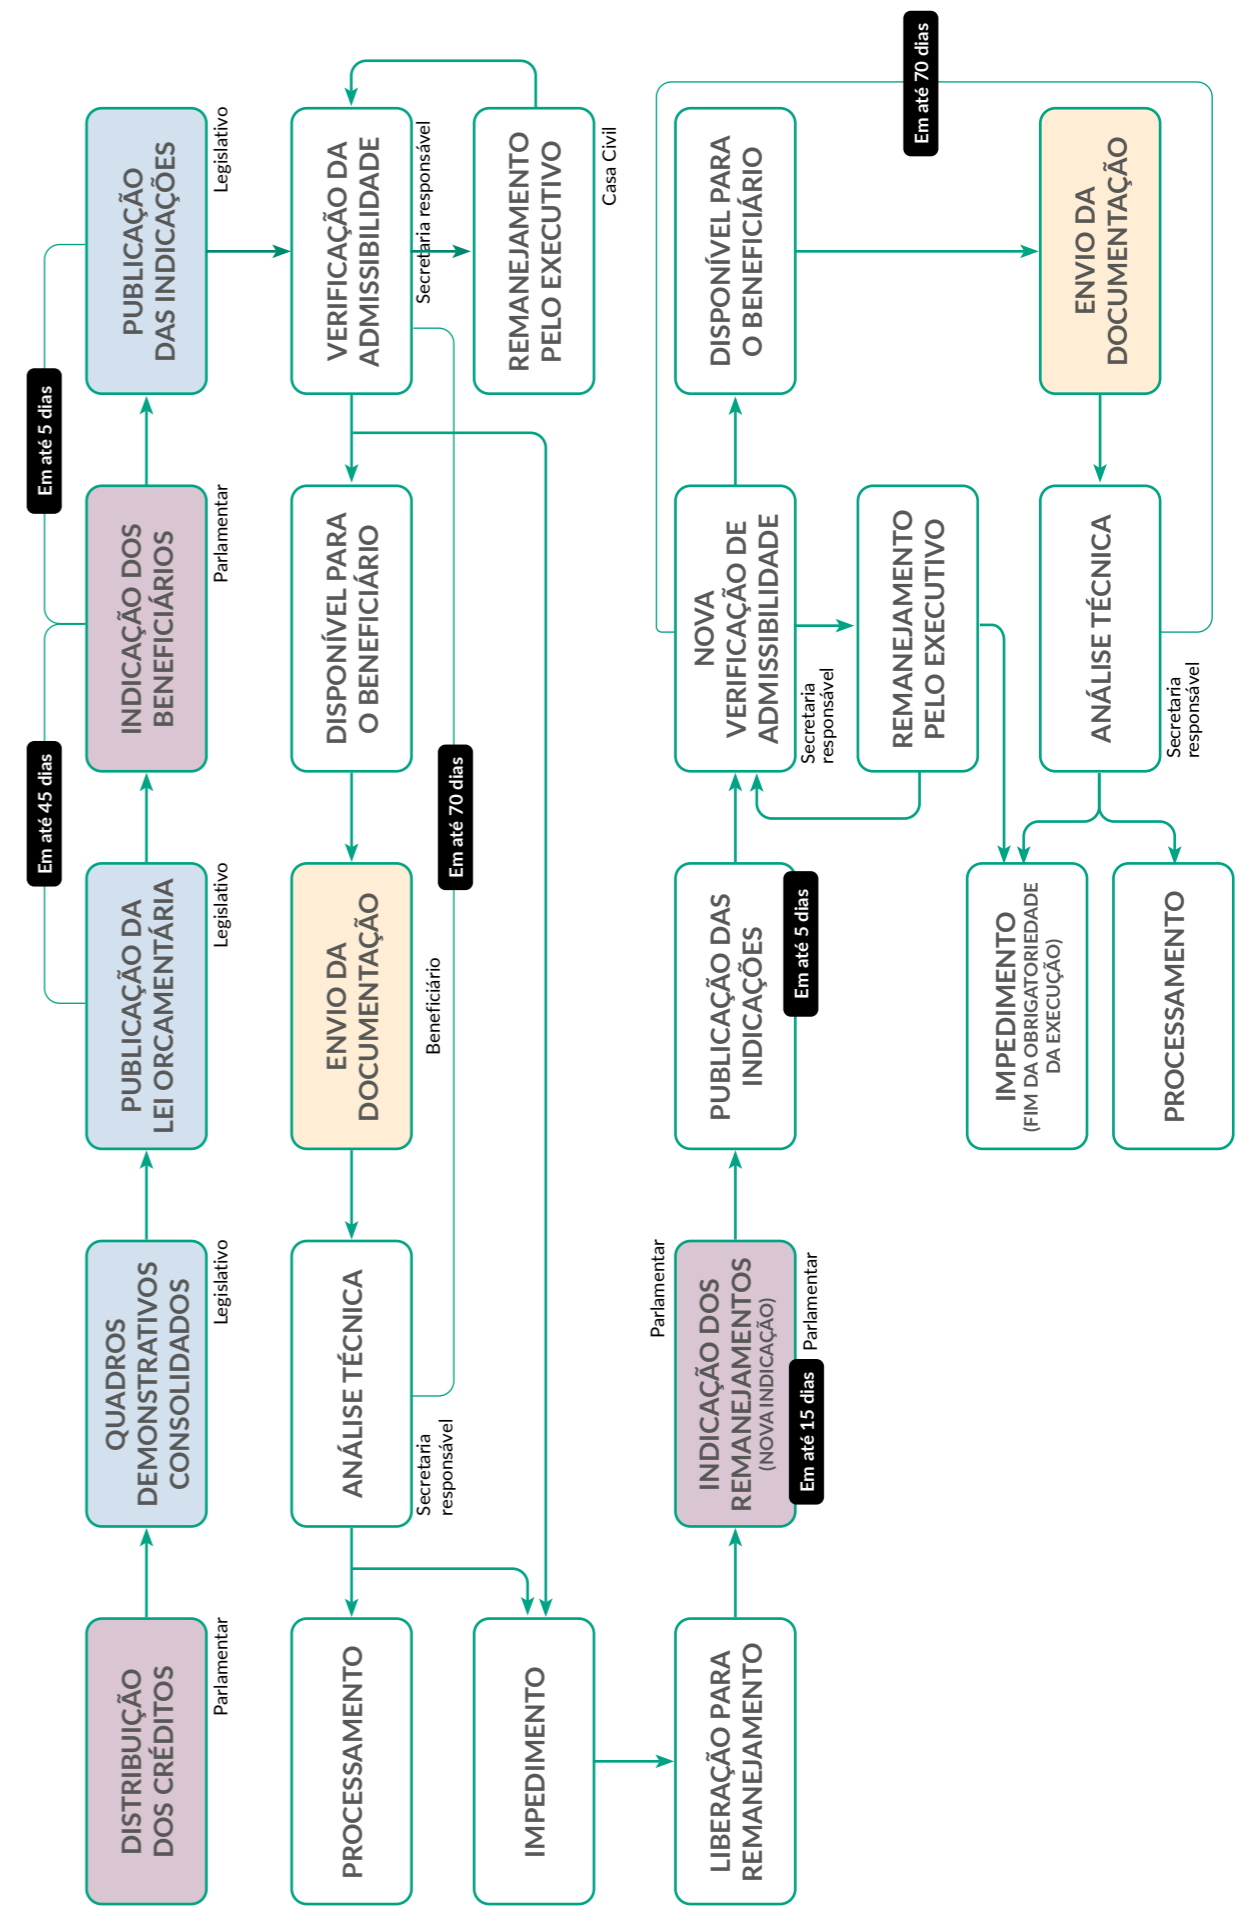 DISTRIBUIÇÃO
DOS CRÉDITOS
Parlamentar
QUADROS
DEMONSTRATIVOS
CONSOLIDADOS
Legislativo
PUBLICAÇÃO DA
LEI ORCAMENTÁRIA
Legislativo
Em até 45 dias
INDICAÇÃO DOS
BENEFICIÁRIOS
Parlamentar
Em até 5 dias
PUBLICAÇÃO
DAS INDICAÇÕES
Legislativo
VERIFICAÇÃO DA
ADMISSIBILIDADE
Secretaria responsável
REMANEJAMENTO
PELO EXECUTIVO
Casa Civil
DISPONÍVEL PARA
O BENEFICIÁRIO
Em até 70 dias
ENVIO DA
DOCUMENTAÇÃO
Beneficiário
ANÁLISE TÉCNICA
Secretaria
responsável
PROCESSAMENTO
IMPEDIMENTO
LIBERAÇÃO PARA
REMANEJAMENTO
Parlamentar
INDICAÇÃO DOS
REMANEJAMENTOS
(NOVA INDICAÇÃO)
Em até 15 dias
Parlamentar
PUBLICAÇÃO DAS
INDICAÇÕES
Em até 5 dias
NOVA
VERIFICAÇÃO DE
ADMISSIBILIDADE
Secretaria
responsável
REMANEJAMENTO
PELO EXECUTIVO
DISPONÍVEL PARA
O BENEFICIÁRIO
Em até 70 dias
ENVIO DA
DOCUMENTAÇÃO
ANÁLISE TÉCNICA
Secretaria
responsável
IMPEDIMENTO
(FIM DA OBRIGATORIEDADE
DA EXECUÇÃO)
PROCESSAMENTO